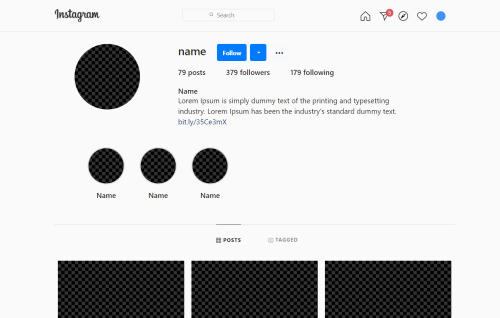 Instagram
Search
5
name Follow
79 posts 379 followers 179 following
Name
Lorem Ipsum is simply dummy text of the printing and typesetting
industry. Lorem Ipsum has been the industry's standard dummy text.
bit.ly/35Ce3mX
Name Name Name
POSTS TAGGED